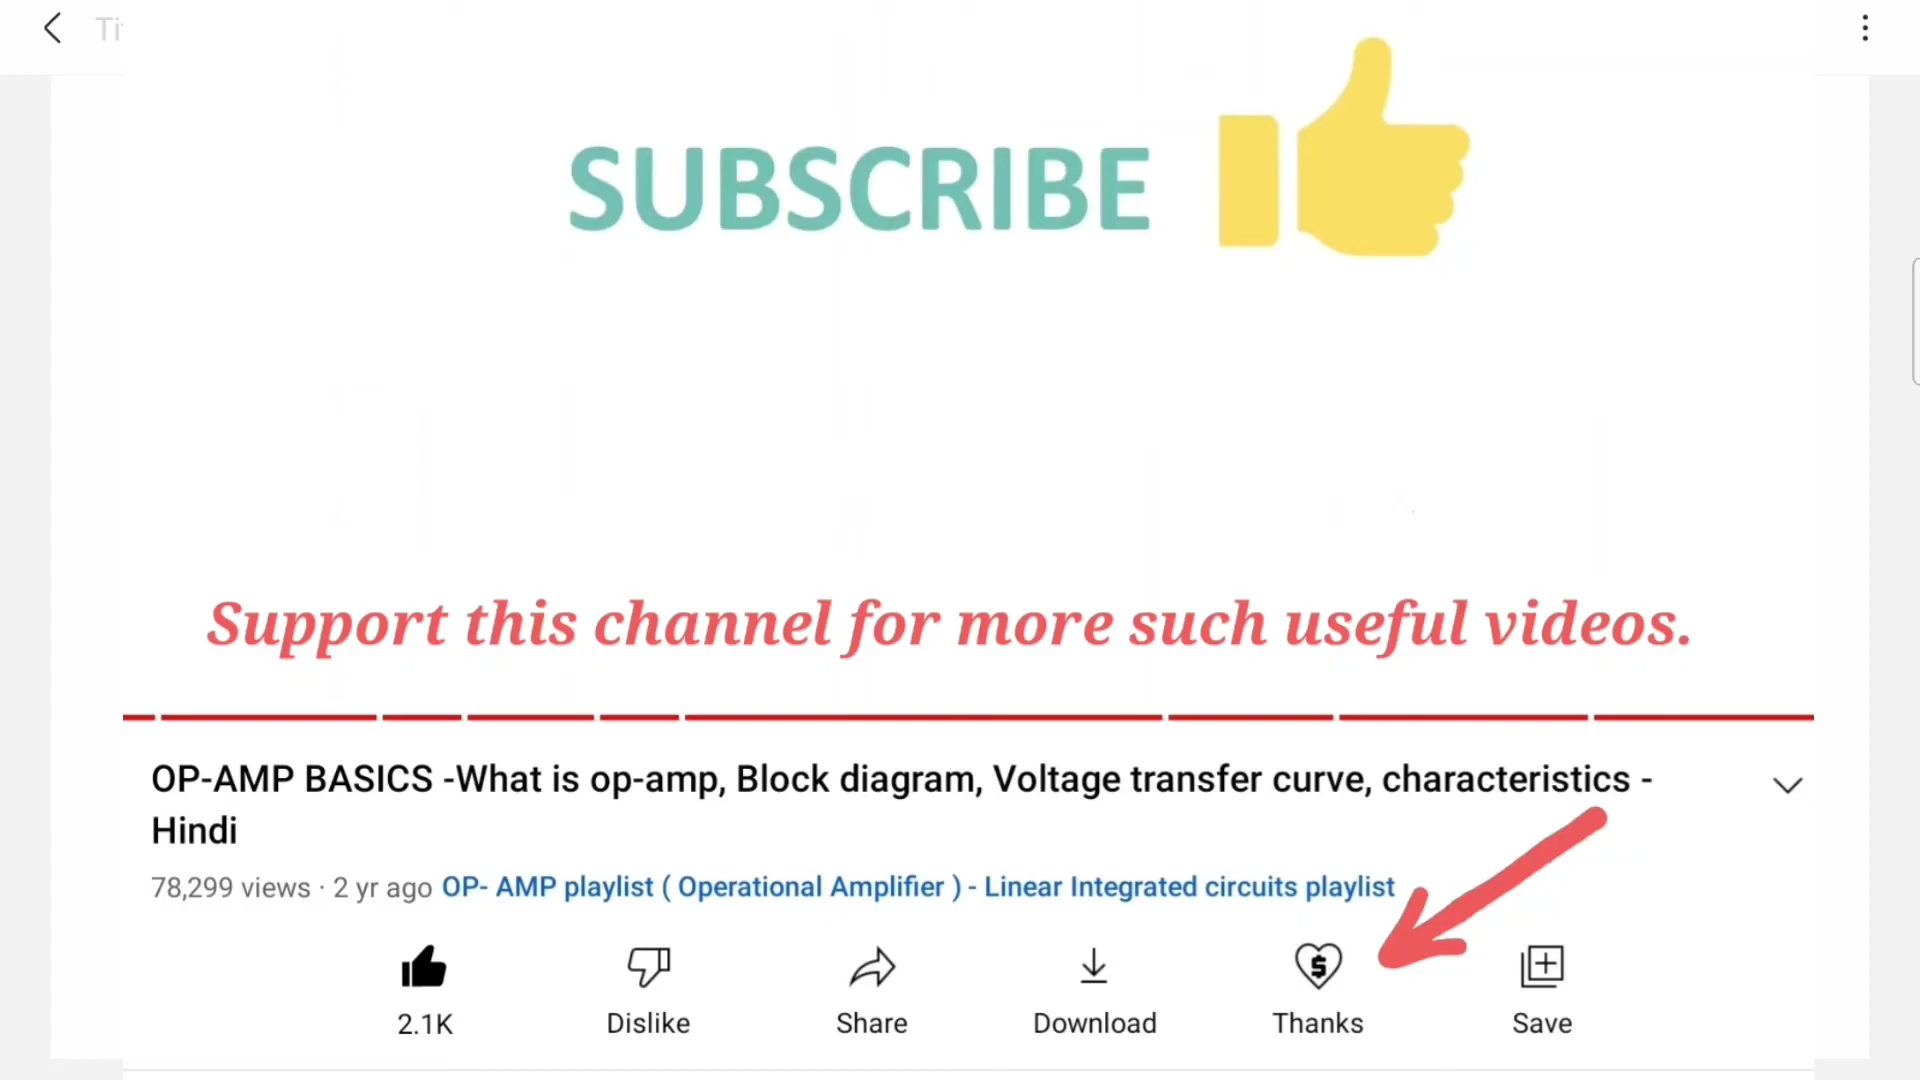 SUBSCRIBE
Support this channel for more such useful videos.
OP-AMP BASICS -What is op-amp, Block diagram, Voltage transfer curve, characteristics -
Hindi
78,299 views · 2 yr ago OP- AMP playlist ( Operational Amplifier ) - Linear Integrated circuits playlist
2.1K Dislike Share Download Thanks Save